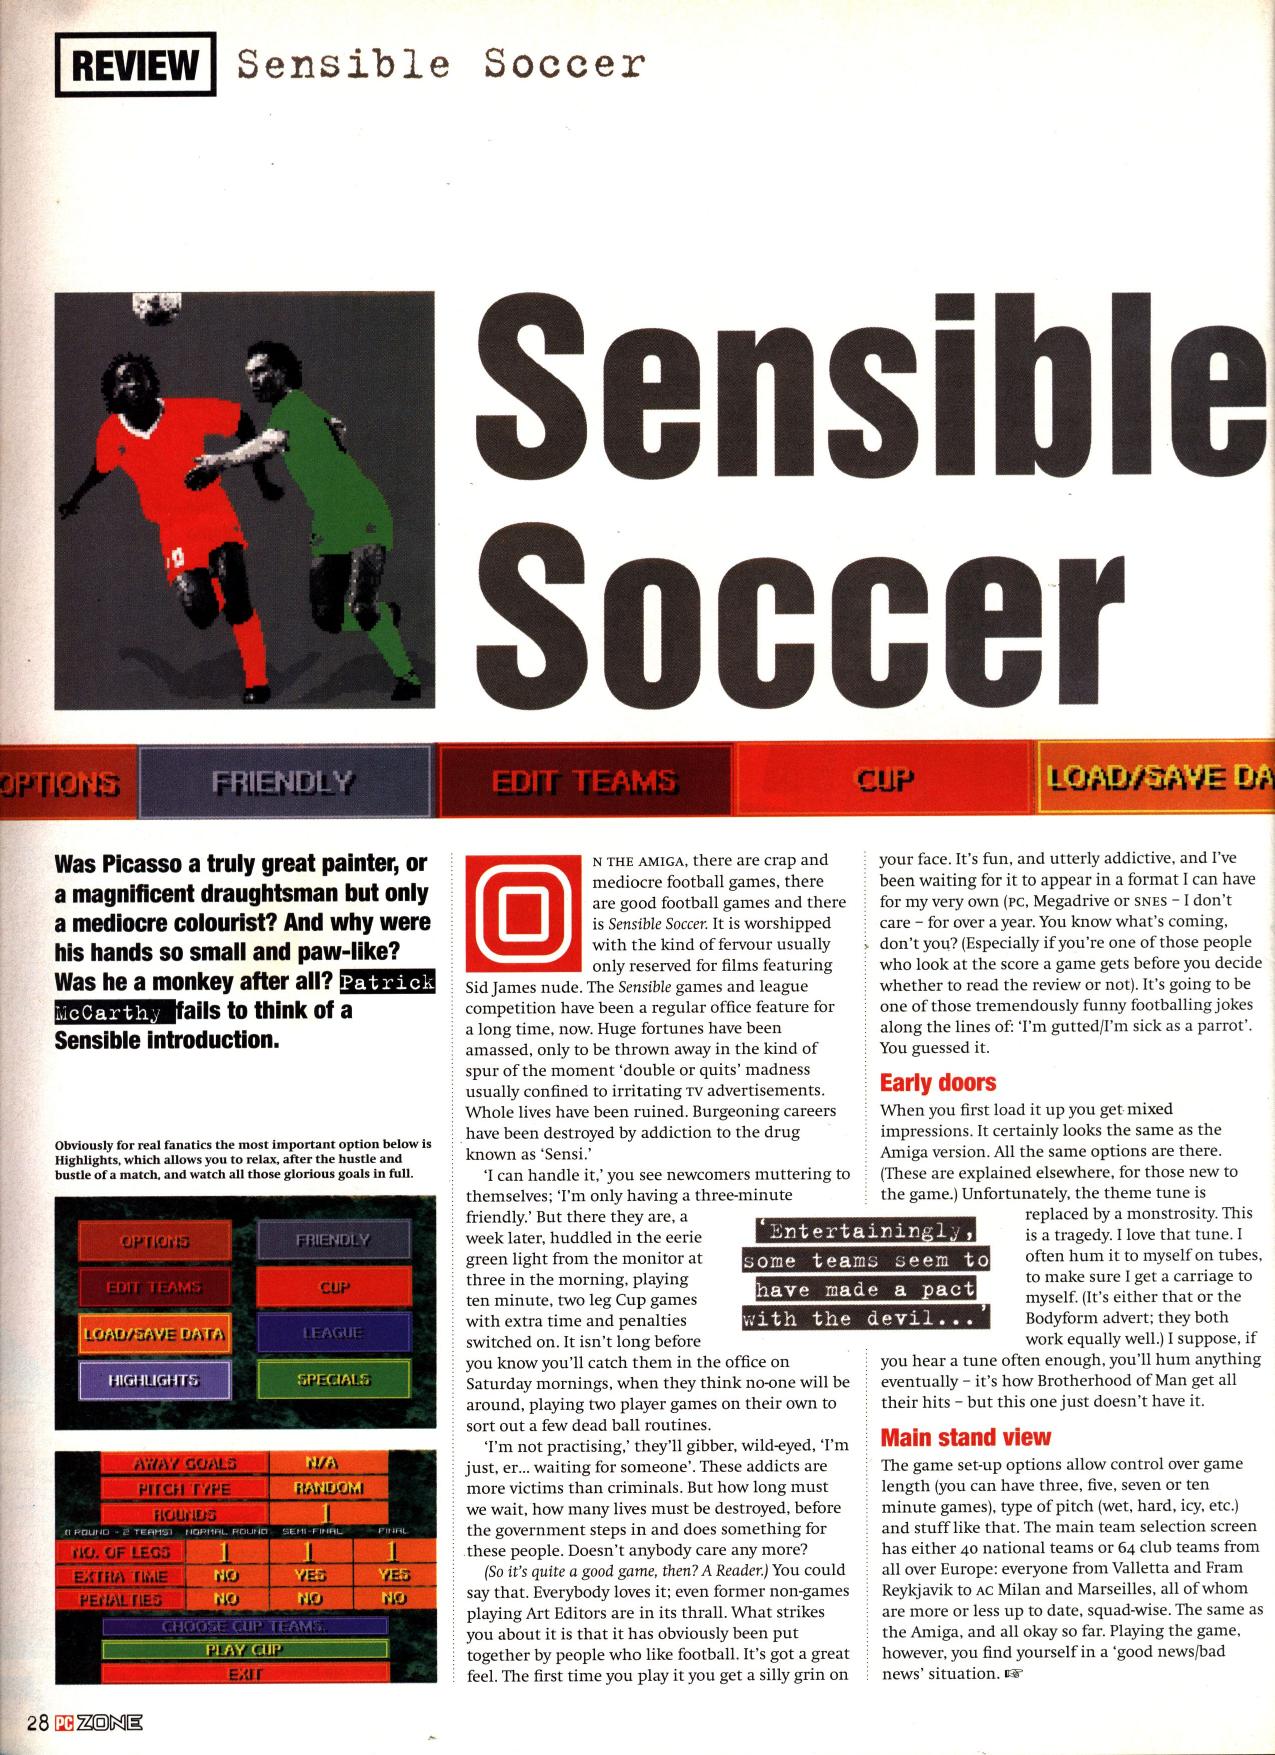 REVIEW Sensible Soccer
Sensible
Soccer
OPTIONS FRIENDLY EDIT TEAMS CUP LOAD/SAVE DA
Was Picasso a truly great painter, or
a magnificent draughtsman but only
a mediocre colourist? And why were
his hands so small and paw-like?
Was he a monkey after all? Patrick
McCarthy fails to think of a
Sensible introduction.
Obviously for real fanatics the most important option below is
Highlights, which allows you to relax, after the hustle and
bustle of a match, and watch all those glorious goals in full.
OPTIONS FRIENDLY
EDIT TEAMS CUP
LOAD/SAVE DATA LEAGUE
HIGHLIGHTS SPECIALS
AWAY GOALS N/A
PITCH TYPE RANDOM
ROUNDS 1
(1 ROUND - 2 TEAMS) NORMAL ROUND SEMI-FINAL FINAL
NO. OF LEGS 1 1 1
EXTRA TIME NO YES YES
PENALTIES NO NO NO
CHOOSE CUP TEAMS.
PLAY CUP
EXIT
O
N THE AMIGA, there are crap and
mediocre football games, there
are good football games and there
is Sensible Soccer. It is worshipped
with the kind of fervour usually
only reserved for films featuring
Sid James nude. The Sensible games and league
competition have been a regular office feature for
a long time, now. Huge fortunes have been
amassed, only to be thrown away in the kind of
spur of the moment ‘double or quits’ madness
usually confined to irritating TV advertisements.
Whole lives have been ruined. Burgeoning careers
have been destroyed by addiction to the drug
known as ‘Sensi.’
‘I can handle it,’ you see newcomers muttering to
themselves; ‘I’m only having a three-minute
friendly.’ But there they are, a
week later, huddled in the eerie
green light from the monitor at
three in the morning, playing
ten minute, two leg Cup games
with extra time and penalties
switched on. It isn’t long before
you know you’ll catch them in the office on
Saturday mornings, when they think no-one will be
around, playing two player games on their own to
sort out a few dead ball routines.
‘I’m not practising,’ they’ll gibber, wild-eyed, ‘I’m
just, er... waiting for someone’. These addicts are
more victims than criminals. But how long must
we wait, how many lives must be destroyed, before
the government steps in and does something for
these people. Doesn’t anybody care any more?
(So it’s quite a good game, then? A Reader.) You could
say that. Everybody loves it; even former non-games
playing Art Editors are in its thrall. What strikes
you about it is that it has obviously been put
together by people who like football. It’s got a great
feel. The first time you play it you get a silly grin on
‘Entertainingly,
some teams seem to
have made a pact
with the devil...’
your face. It’s fun, and utterly addictive, and I’ve
been waiting for it to appear in a format I can have
for my very own (PC, Megadrive or SNES – I don’t
care – for over a year. You know what’s coming,
don’t you? (Especially if you’re one of those people
who look at the score a game gets before you decide
whether to read the review or not). It’s going to be
one of those tremendously funny footballing jokes
along the lines of: ‘I’m gutted/I’m sick as a parrot’.
You guessed it.
Early doors
When you first load it up you get mixed
impressions. It certainly looks the same as the
Amiga version. All the same options are there.
(These are explained elsewhere, for those new to
the game.) Unfortunately, the theme tune is
replaced by a monstrosity. This
is a tragedy. I love that tune. I
often hum it to myself on tubes,
to make sure I get a carriage to
myself. (It’s either that or the
Bodyform advert; they both
work equally well.) I suppose, if
you hear a tune often enough, you’ll hum anything
eventually – it’s how Brotherhood of Man get all
their hits – but this one just doesn’t have it.
Main stand view
The game set-up options allow control over game
length (you can have three, five, seven or ten
minute games), type of pitch (wet, hard, icy, etc.)
and stuff like that. The main team selection screen
has either 40 national teams or 64 club teams from
all over Europe: everyone from Valletta and Fram
Reykjavik to AC Milan and Marseilles, all of whom
are more or less up to date, squad-wise. The same as
the Amiga, and all okay so far. Playing the game,
however, you find yourself in a ‘good news/bad
news’ situation. ☞
28 PC ZONE